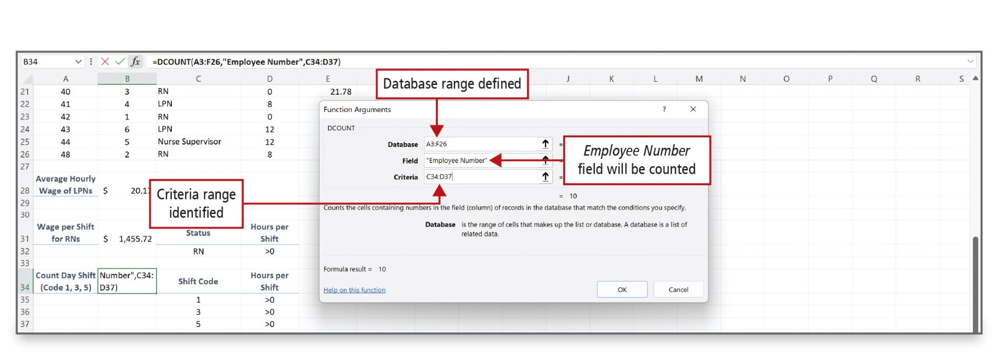 B34 =DCOUNT(A3:F26,"Employee Number",C34:D37)
A B C D E J K L M N O P Q R S
Database range defined
21 40 3 RN 0 21.78
22 41 4 LPN 8
23 42 1 RN 0
24 43 6 LPN 12
25 44 5 Nurse Supervisor 12
26 48 2 RN 8
27
Average Hourly
28 Wage of LPNs $ 20.17
29
30
Wage per Shift Hours per
Status
31 for RNs $ 1,455.72 Shift
32 RN >0
33
Count Day Shift Number",C34: Hours per
Shift Code
34 (Code 1, 3, 5) D37) Shift
35 1 >0
36 3 >0
37 5 >0
Criteria range
identified
Function Arguments ? ×
DCOUNT
Database A3:F26 =
Field "Employee Number" =
Criteria C34:D37 =
Employee Number
field will be counted
= 10
Counts the cells containing numbers in the field (column) of records in the database that match the conditions you specify.
Database is the range of cells that makes up the list or database. A database is a list of
related data.
Formula result = 10
Help on this function OK Cancel